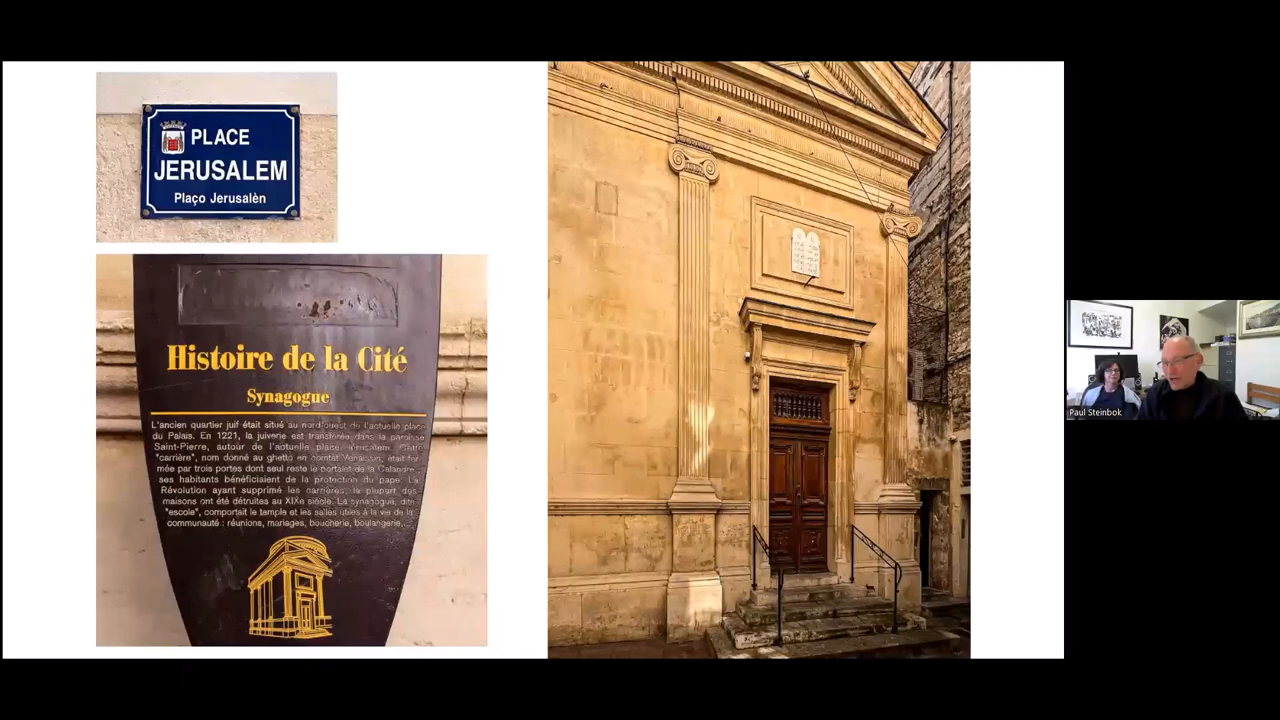 PLACE
JERUSALEM
Plaço Jerusalèn
Histoire de la Cité
Synagogue
L'ancien quartier juif était situé au nord-ouest de l'actuelle place
du Palais. En 1221, la juiverie est transférée dans la paroisse
Saint-Pierre, autour de l'actuelle place Jérusalem. Cette
"carrière", nom donné au ghetto en comtat Venaissin, était fer-
mée par trois portes dont seul reste le portalet de la Calandre ;
ses habitants bénéficiaient de la protection du pape. La
Révolution ayant supprimé les carrières, la plupart des
maisons ont été détruites au XIXe siècle. La synagogue, dite
"escole", comportait le temple et les salles utiles à la vie de la
communauté : réunions, mariages, boucherie, boulangerie.
Paul Steinbok